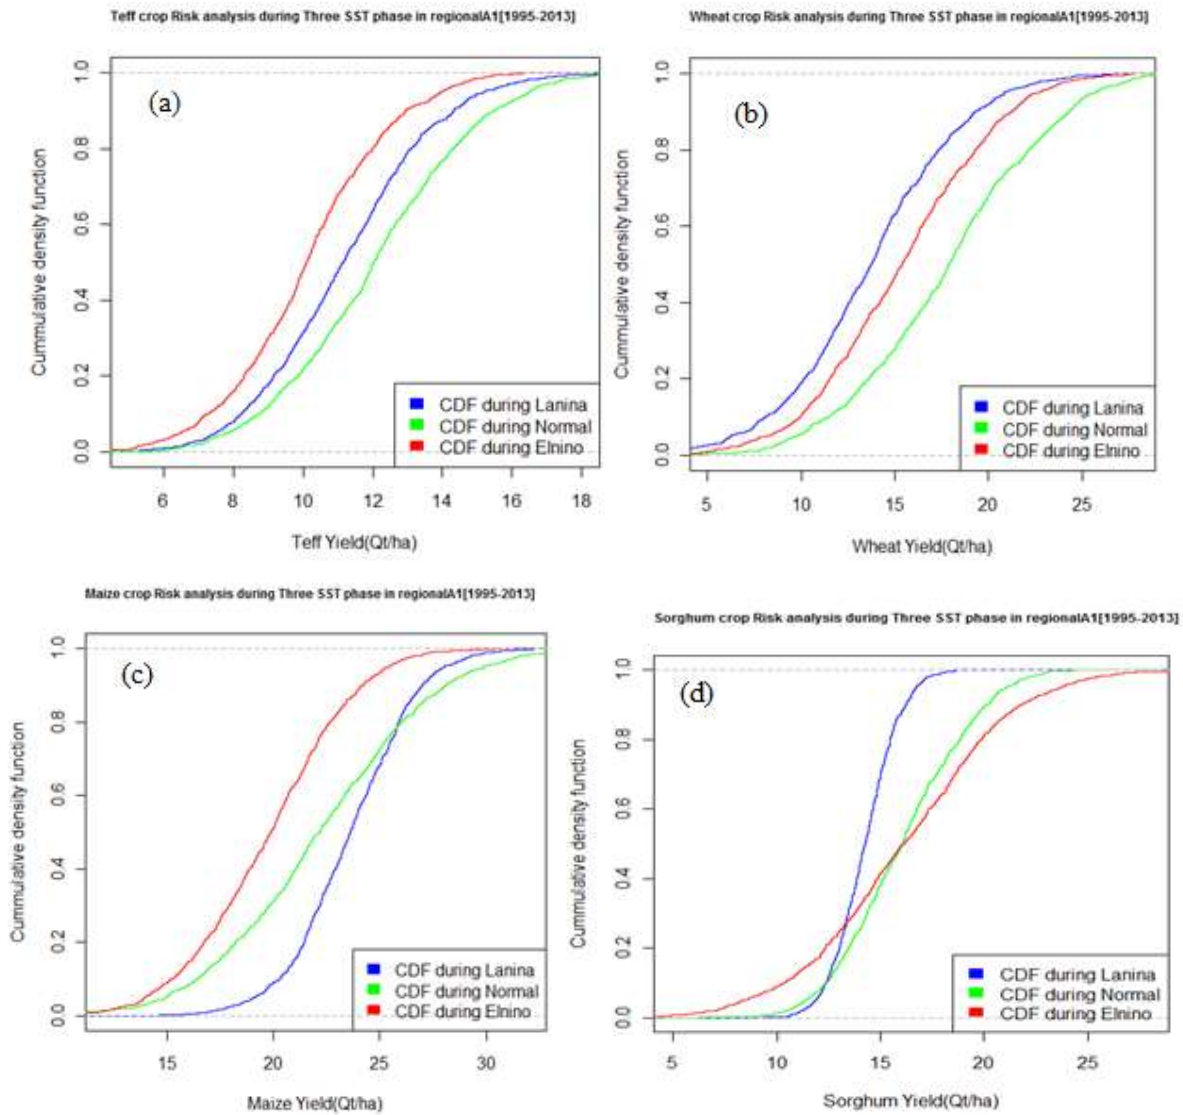 Teff crop Risk analysis during Three SST phase in regionalA1[1995-2013]
(a)
Cummulative density function
0.0 0.2 0.4 0.6 0.8 1.0
CDF during Lanina
CDF during Normal
CDF during Elnino
6 8 10 12 14 16 18
Teff Yield(Qt/ha)
Wheat crop Risk analysis during Three SST phase in regionalA1[1995-2013]
(b)
Cummulative density function
0.0 0.2 0.4 0.6 0.8 1.0
CDF during Lanina
CDF during Normal
CDF during Elnino
5 10 15 20 25
Wheat Yield(Qt/ha)
Maize crop Risk analysis during Three SST phase in regionalA1[1995-2013]
(c)
Cummulative density function
0.0 0.2 0.4 0.6 0.8 1.0
CDF during Lanina
CDF during Normal
CDF during Elnino
15 20 25 30
Maize Yield(Qt/ha)
Sorghum crop Risk analysis during Three SST phase in regionalA1[1995-2013]
(d)
Cummulative density function
0.0 0.2 0.4 0.6 0.8 1.0
CDF during Lanina
CDF during Normal
CDF during Elnino
5 10 15 20 25
Sorghum Yield(Qt/ha)